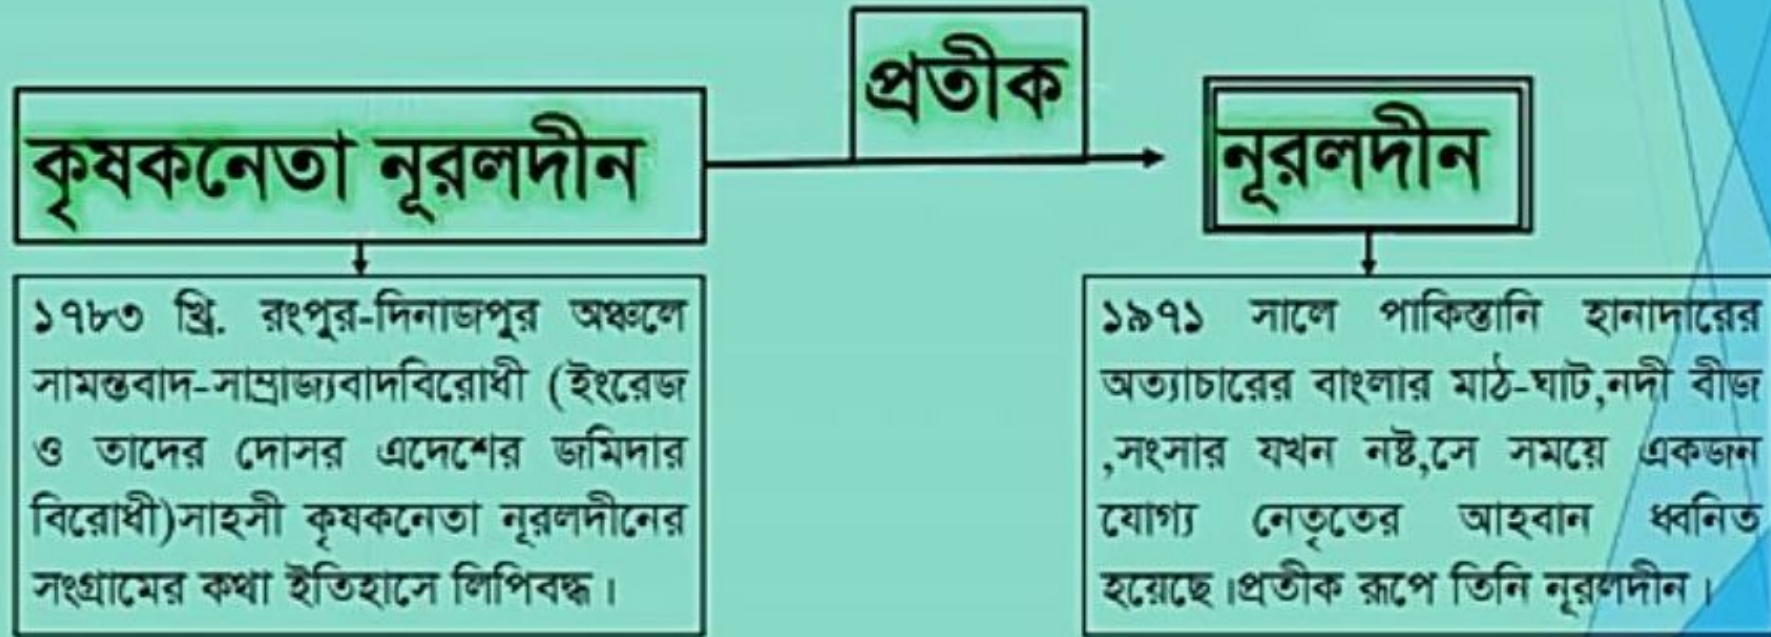 প্রতীক
কৃষকনেতা নূরলদীন
নূরলদীন
১৭৮৩ খ্রি. রংপুর-দিনাজপুর অঞ্চলে
সামন্তবাদ-সাম্রাজ্যবাদবিরোধী (ইংরেজ
ও তাদের দোসর এদেশের জমিদার
বিরোধী)সাহসী কৃষকনেতা নূরলদীনের
সংগ্রামের কথা ইতিহাসে লিপিবদ্ধ।
১৯৭১ সালে পাকিস্তানি হানাদারের
অত্যাচারের বাংলার মাঠ-ঘাট,নদী বীজ
,সংসার যখন নষ্ট,সে সময়ে একজন
যোগ্য নেতৃতের আহবান ধ্বনিত
হয়েছে।প্রতীক রূপে তিনি নূরলদীন।